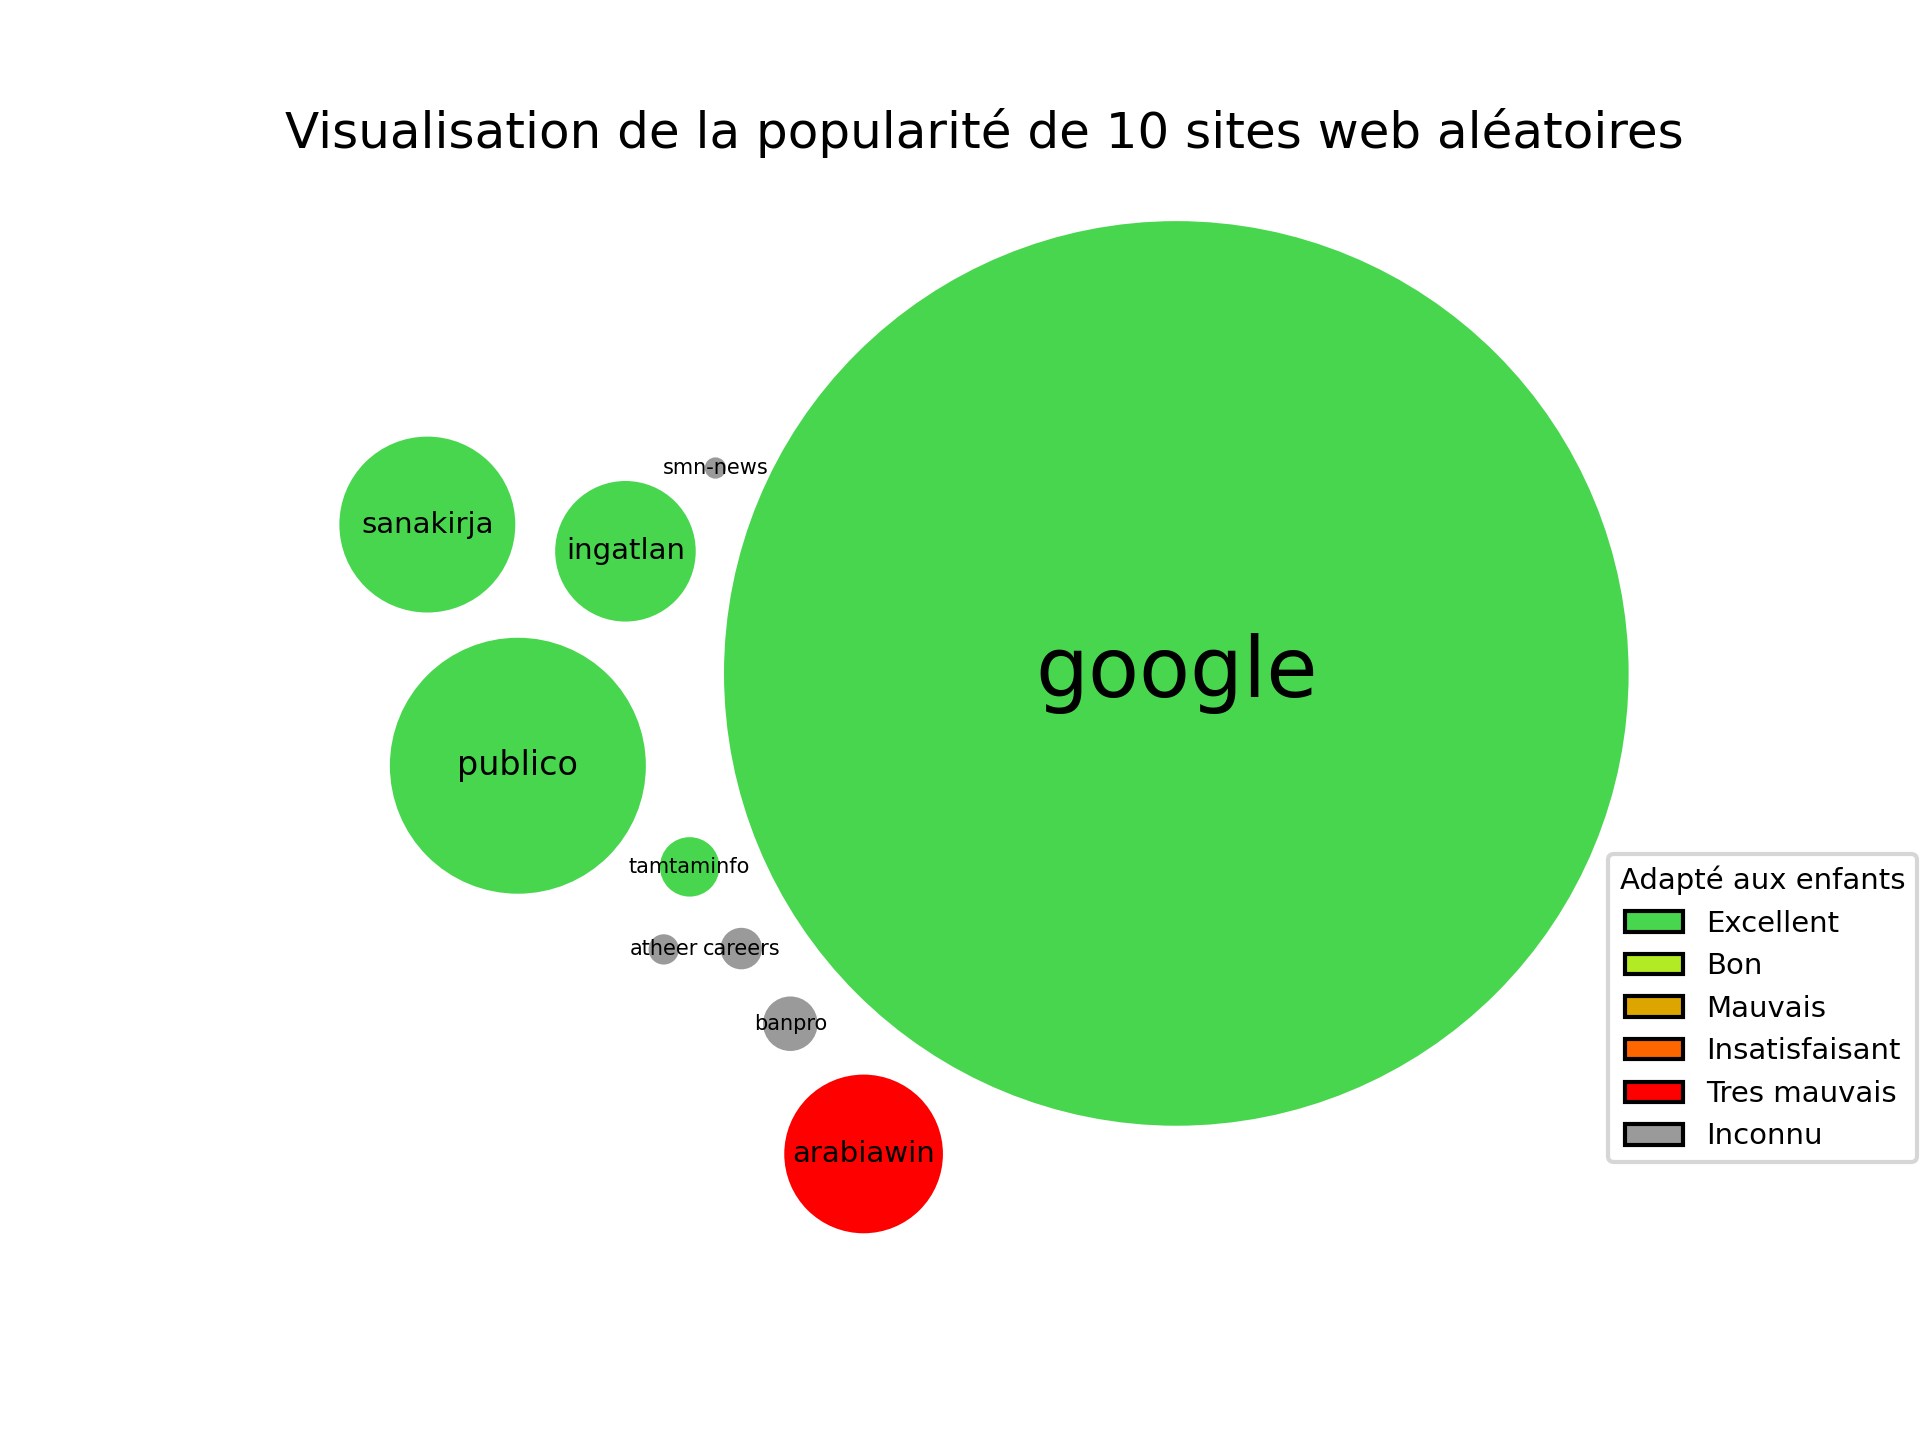 Visualisation de la popularité de 10 sites web aléatoires
smn-news
sanakirja
ingatlan
google
publico
tamtaminfo
atheer
careers
banpro
arabiawin
Adapté aux enfants
Excellent
Bon
Mauvais
Insatisfaisant
Tres mauvais
Inconnu